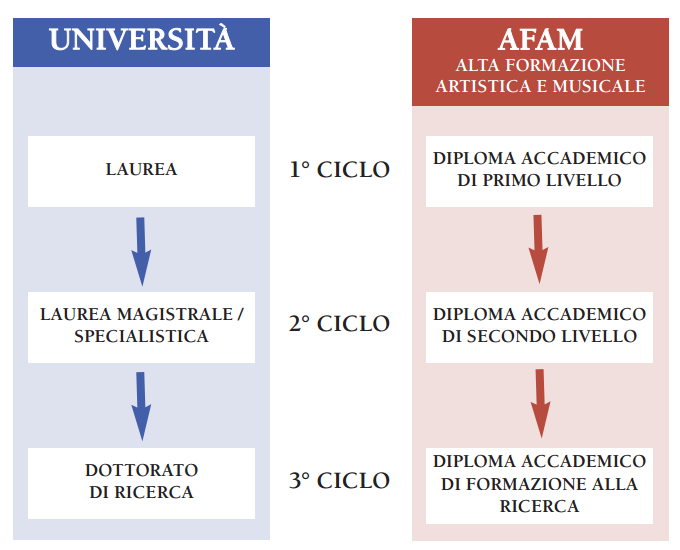 UNIVERSITÀ
LAUREA
LAUREA MAGISTRALE /
SPECIALISTICA
DOTTORATO
DI RICERCA
1° CICLO
2° CICLO
3° CICLO
AFAM
ALTA FORMAZIONE
ARTISTICA E MUSICALE
DIPLOMA ACCADEMICO
DI PRIMO LIVELLO
DIPLOMA ACCADEMICO
DI SECONDO LIVELLO
DIPLOMA ACCADEMICO
DI FORMAZIONE ALLA
RICERCA